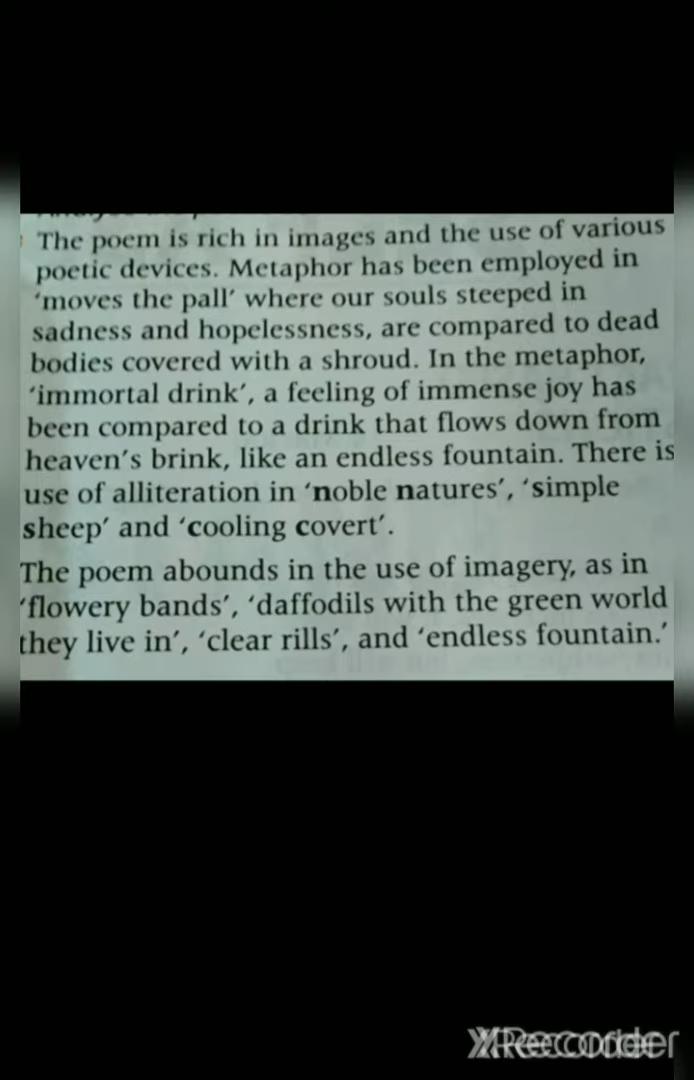 The poem is rich in images and the use of various
poetic devices. Metaphor has been employed in
‘moves the pall’ where our souls steeped in
sadness and hopelessness, are compared to dead
bodies covered with a shroud. In the metaphor,
‘immortal drink’, a feeling of immense joy has
been compared to a drink that flows down from
heaven’s brink, like an endless fountain. There is
use of alliteration in ‘noble natures’, ‘simple
sheep’ and ‘cooling covert’.
The poem abounds in the use of imagery, as in
‘flowery bands’, ‘daffodils with the green world
they live in’, ‘clear rills’, and ‘endless fountain.’
XRecorder